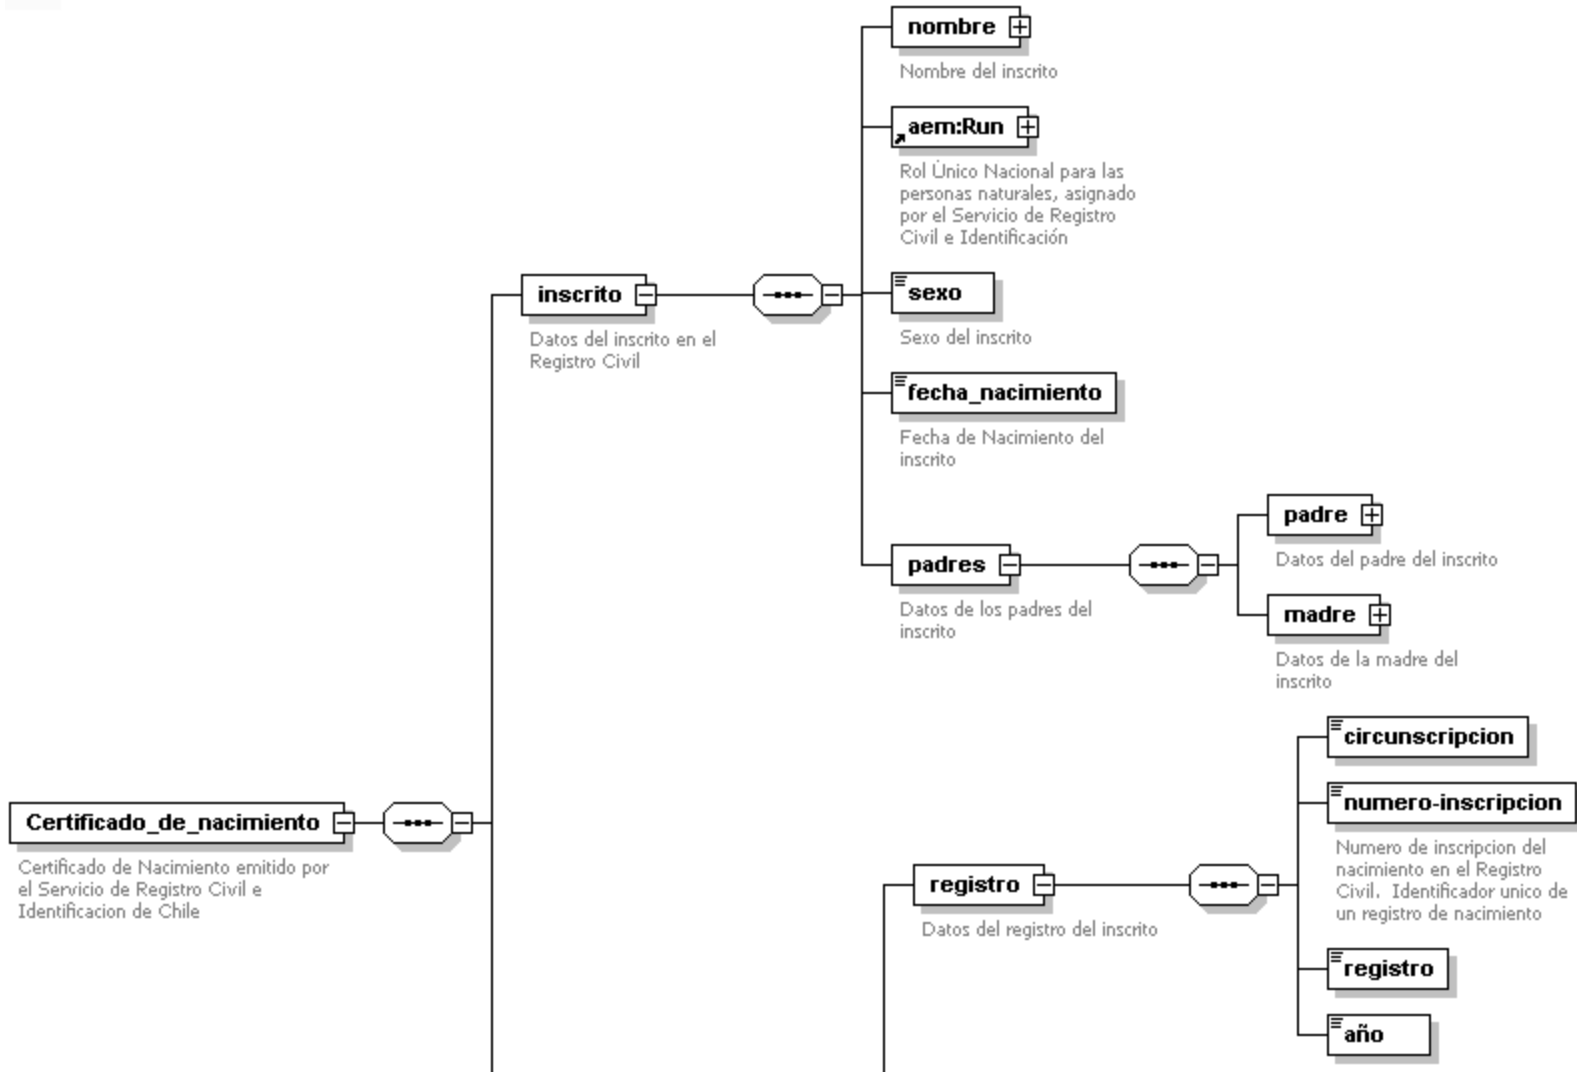 nombre
Nombre del inscrito
aem:Run
Rol Único Nacional para las
personas naturales, asignado
por el Servicio de Registro
Civil e Identificación
inscrito
Datos del inscrito en el
Registro Civil
sexo
Sexo del inscrito
fecha_nacimiento
Fecha de Nacimiento del
inscrito
padres
Datos de los padres del
inscrito
padre
Datos del padre del inscrito
madre
Datos de la madre del
inscrito
Certificado_de_nacimiento
Certificado de Nacimiento emitido por
el Servicio de Registro Civil e
Identificacion de Chile
registro
Datos del registro del inscrito
circunscripcion
numero-inscripcion
Numero de inscripcion del
nacimiento en el Registro
Civil. Identificador unico de
un registro de nacimiento
registro
año